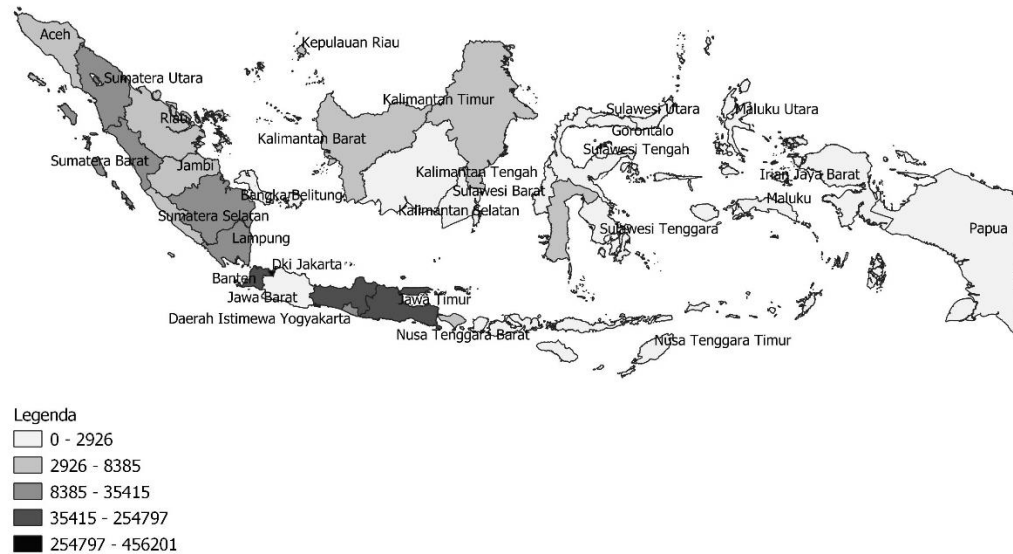 Aceh
Kepulauan Riau
Sumatera Utara
Kalimantan Timur
Sulawesi Utara
Maluku Utara
Riau
Gorontalo
Kalimantan Barat
Sulawesi Tengah
Sumatera Barat
Jambi
Kalimantan Tengah
Irian Jaya Barat
Sulawesi Barat
Bangka Belitung
Maluku
Kalimantan Selatan
Sumatera Selatan
Sulawesi Tenggara
Papua
Lampung
Dki Jakarta
Banten
Jawa Barat
Jawa Timur
Daerah Istimewa Yogyakarta
Nusa Tenggara Barat
Nusa Tenggara Timur
Legenda
0 - 2926
2926 - 8385
8385 - 35415
35415 - 254797
254797 - 456201